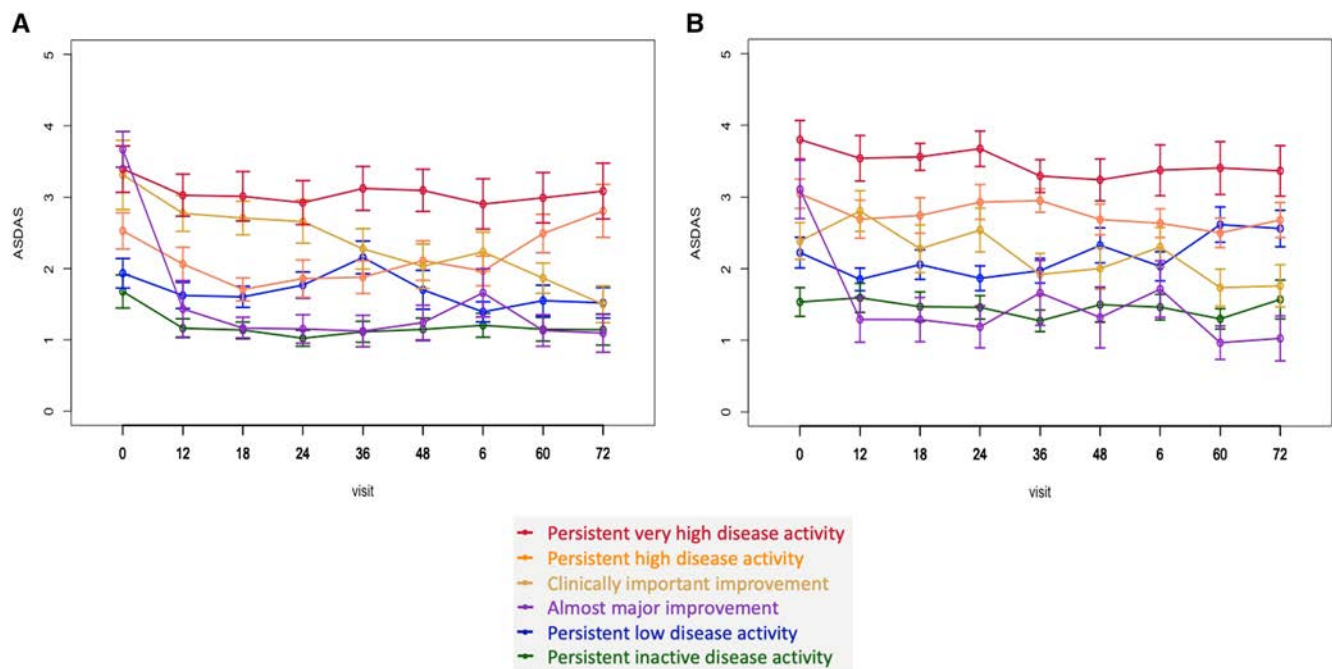 A
B
5
4
3
2
1
0
ASDAS
0 12 18 24 36 48 6 60 72
visit
5
4
3
2
1
0
ASDAS
0 12 18 24 36 48 6 60 72
visit
Persistent very high disease activity
Persistent high disease activity
Clinically important improvement
Almost major improvement
Persistent low disease activity
Persistent inactive disease activity